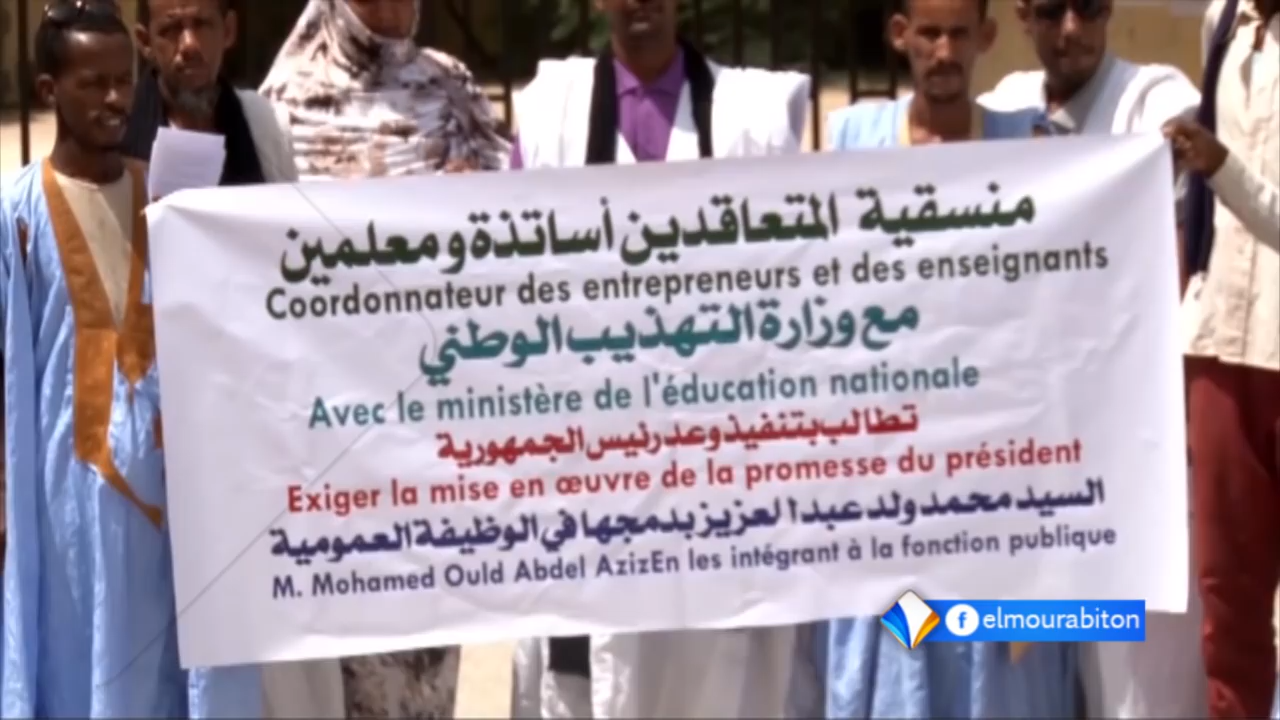 منسقية المتعاقدين أساتذة ومعلمين
Coordonnateur des entrepreneurs et des enseignants
مع وزارة التهذيب الوطني
Avec le ministère de l'éducation nationale
تطالب بتنفيذ وعد رئيس الجمهورية
Exiger la mise en œuvre de la promesse du président
السيد محمد ولد عبد العزيز بدمجها في الوظيفة العمومية
M. Mohamed Ould Abdel AzizEn les intégrant à la fonction publique
f elmourabiton